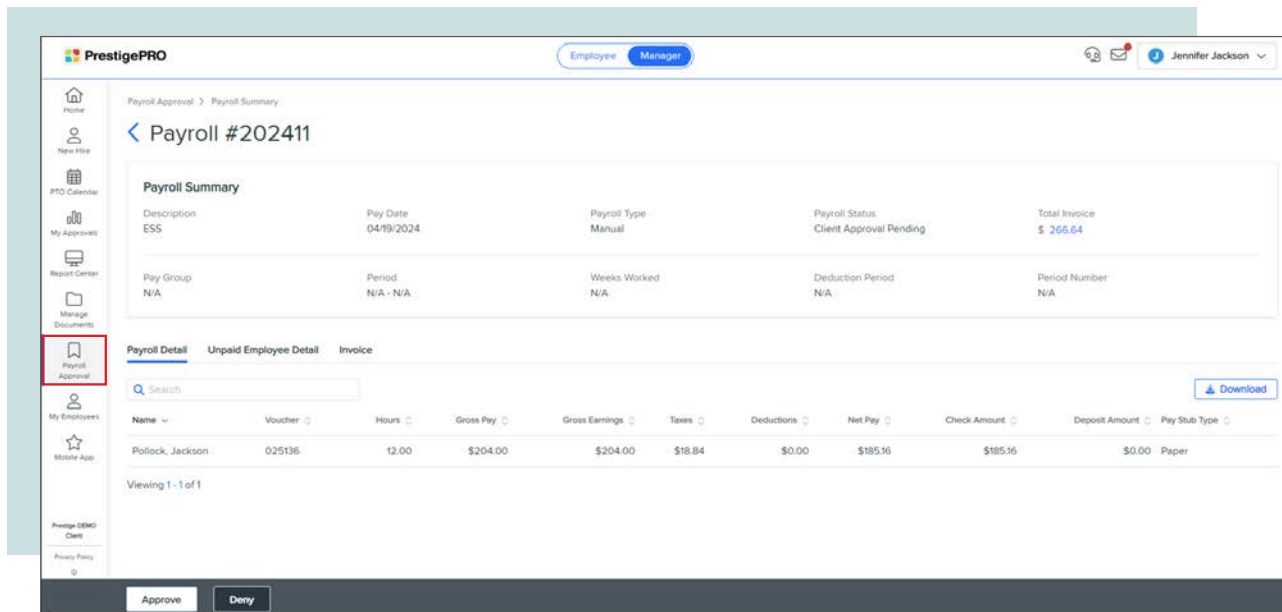 PrestigePRO
Employee Manager
J Jennifer Jackson
Home
New Hire
PTO Calendar
My Approvals
Report Center
Manage
Documents
Payroll
Approval
My Employees
Mobile App
Prestige DEMO
Client
Privacy Policy
Payroll Approval > Payroll Summary
Payroll #202411
Payroll Summary
Description Pay Date Payroll Type Payroll Status Total Invoice
ESS 04/19/2024 Manual Client Approval Pending $ 266.64
Pay Group Period Weeks Worked Deduction Period Period Number
N/A N/A - N/A N/A N/A N/A
Payroll Detail Unpaid Employee Detail Invoice
Search Download
Name Voucher Hours Gross Pay Gross Earnings Taxes Deductions Net Pay Check Amount Deposit Amount Pay Stub Type
Pollock, Jackson 025136 12.00 $204.00 $204.00 $18.84 $0.00 $185.16 $185.16 $0.00 Paper
Viewing 1 - 1 of 1
Approve Deny